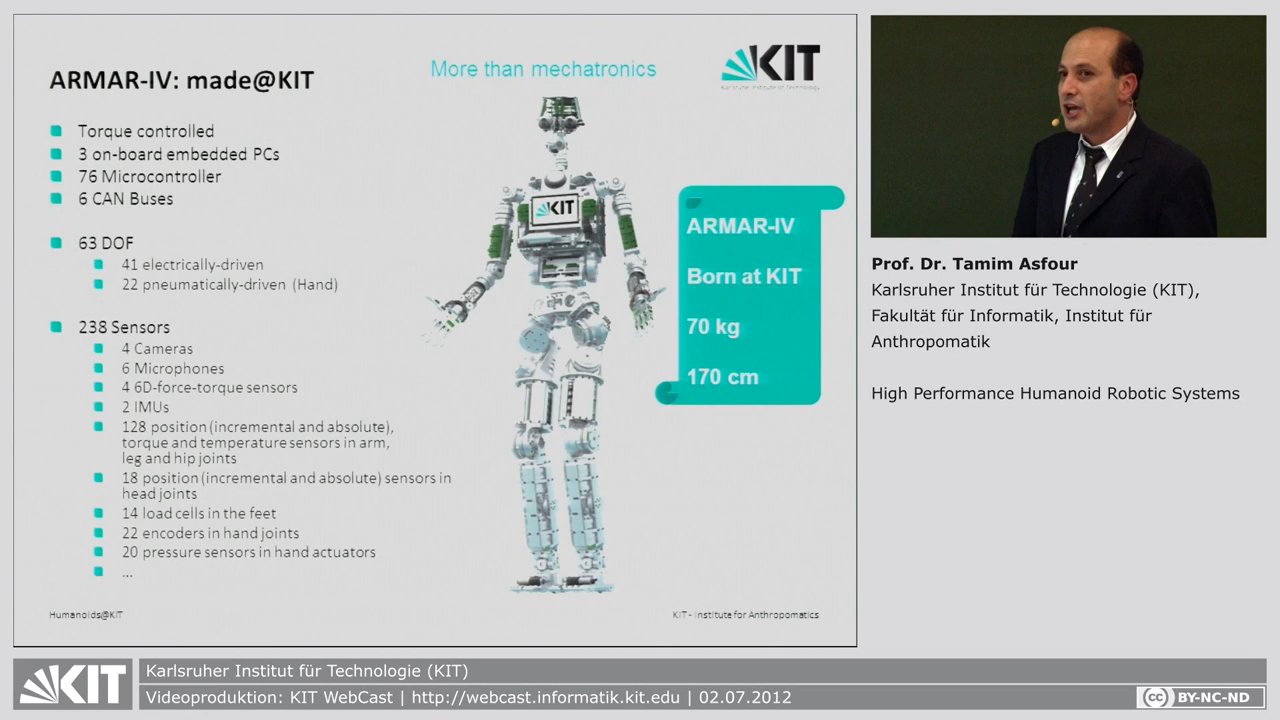 ARMAR-IV: made@KIT
More than mechatronics
KIT
Karlsruhe Institute of Technology
Torque controlled
3 on-board embedded PCs
76 Microcontroller
6 CAN Buses
63 DOF
41 electrically-driven
22 pneumatically-driven (Hand)
238 Sensors
4 Cameras
6 Microphones
4 6D-force-torque sensors
2 IMUs
128 position (incremental and absolute),
torque and temperature sensors in arm,
leg and hip joints
18 position (incremental and absolute) sensors in
head joints
14 load cells in the feet
22 encoders in hand joints
20 pressure sensors in hand actuators
...
KIT
ARMAR-IV
Born at KIT
70 kg
170 cm
Humanoids@KIT
KIT - Institute for Anthropomatics
Prof. Dr. Tamim Asfour
Karlsruher Institut für Technologie (KIT),
Fakultät für Informatik, Institut für
Anthropomatik
High Performance Humanoid Robotic Systems
KIT
Karlsruher Institut für Technologie (KIT)
Videoproduktion: KIT WebCast | http://webcast.informatik.kit.edu | 02.07.2012
cc BY-NC-ND